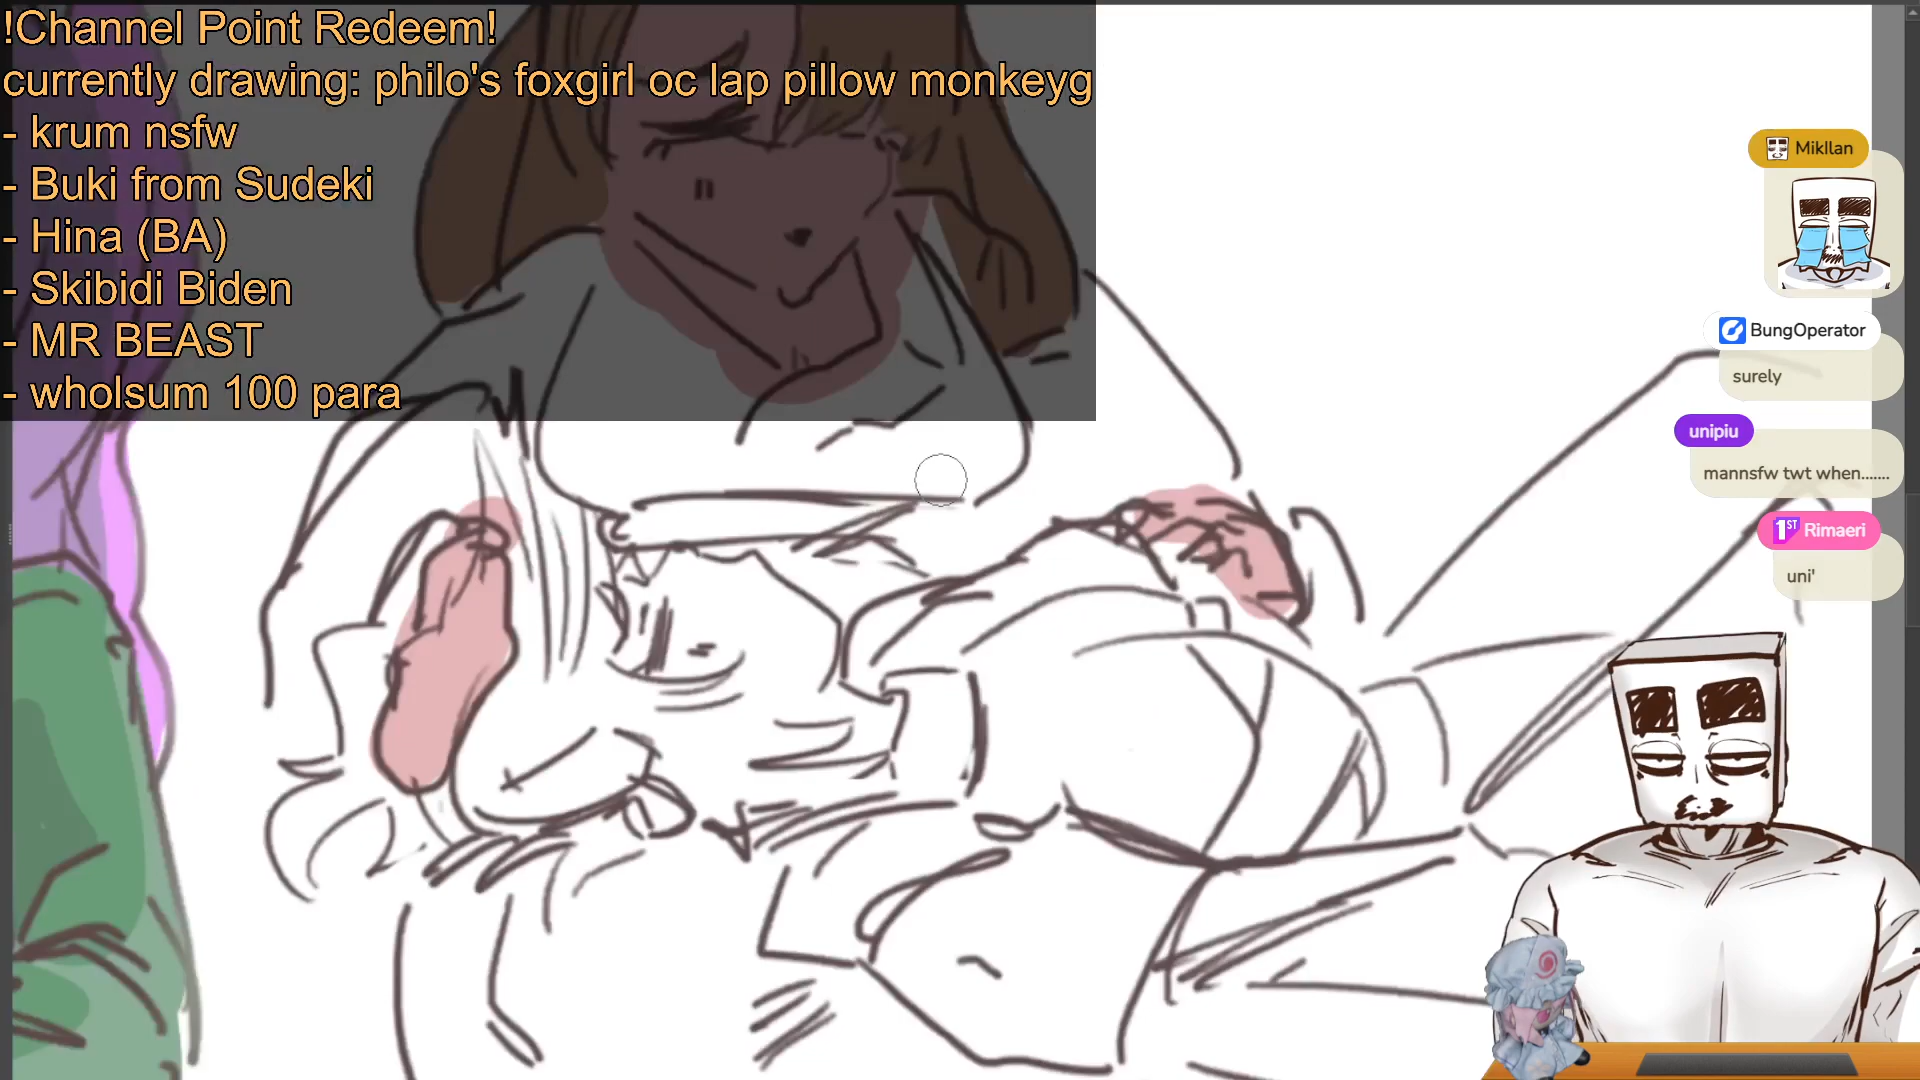 !Channel Point Redeem!
currently drawing: philo's foxgirl oc lap pillow monkeyg
- krum nsfw
- Buki from Sudeki
- Hina (BA)
- Skibidi Biden
- MR BEAST
- wholsum 100 para
Mikllan
BungOperator
surely
unipiu
mannsfw twt when.......
1ST Rimaeri
uni'